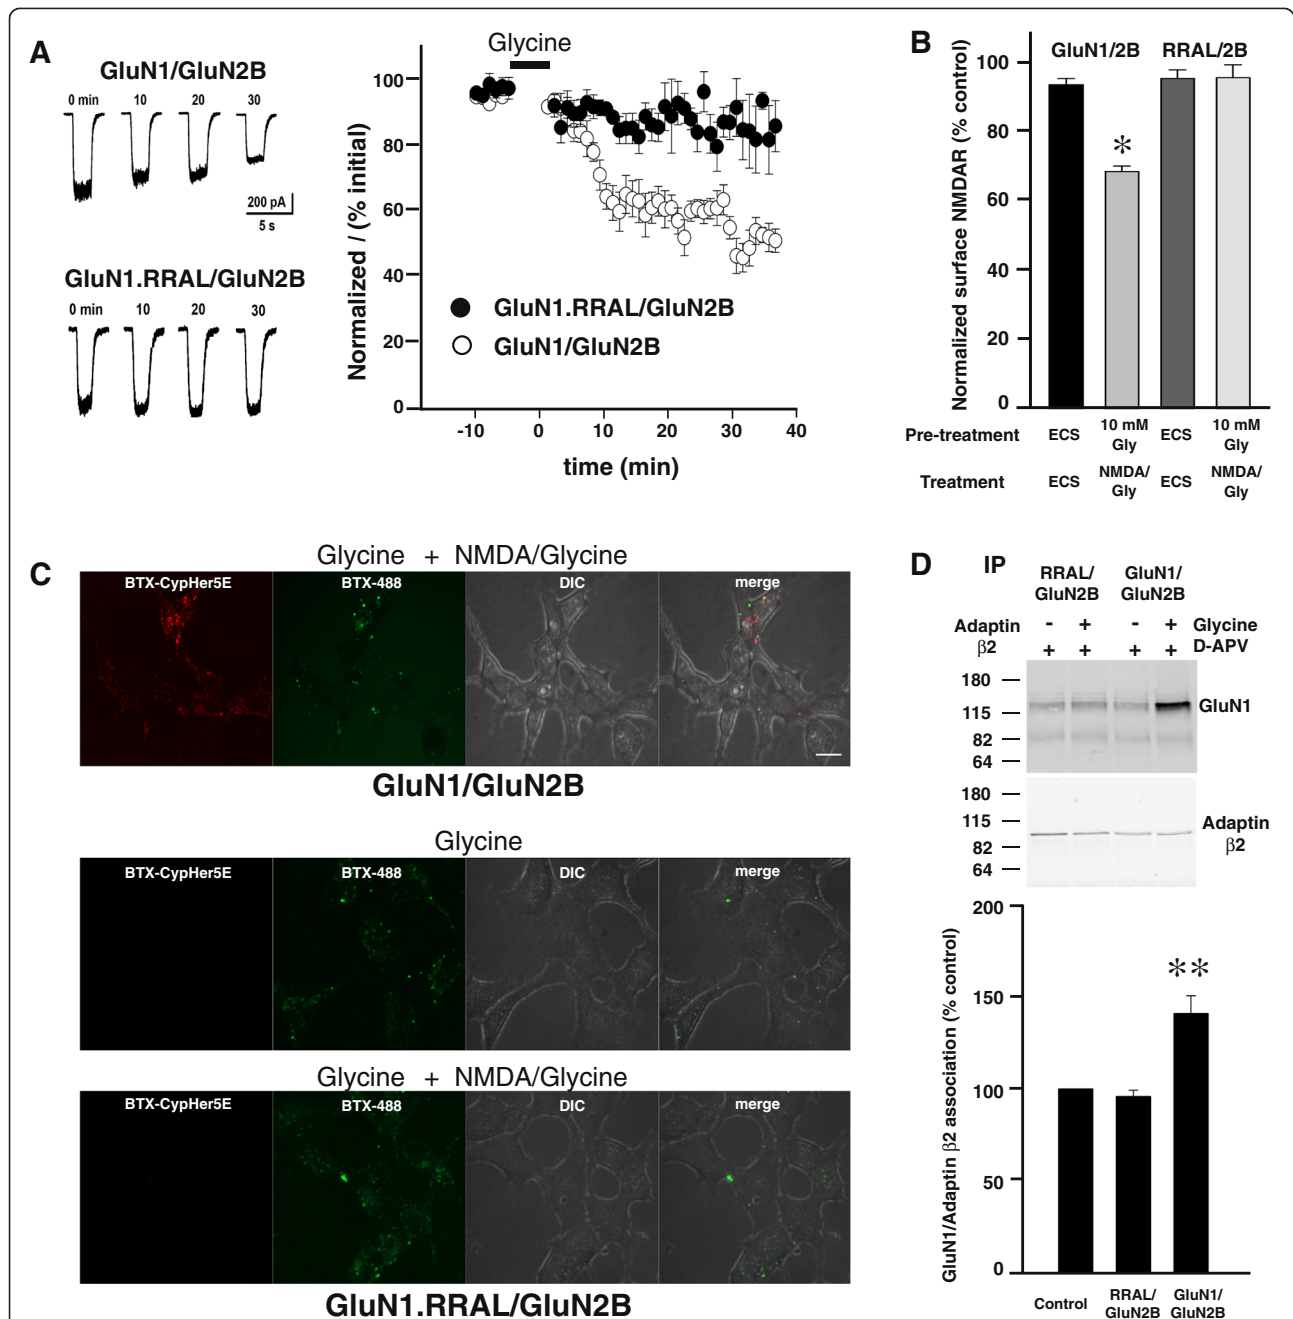 A
GluN1/GluN2B
0 min 10 20 30
200 pA
5 s
GluN1.RRAL/GluN2B
0 min 10 20 30
Glycine
Normalized I (% initial)
100
80
60
40
20
0
-10 0 10 20 30 40
time (min)
GluN1.RRAL/GluN2B
GluN1/GluN2B
B
GluN1/2B RRAL/2B
Normalized surface NMDAR (% control)
100
80
60
40
20
0
*
Pre-treatment ECS 10 mM Gly ECS 10 mM Gly
Treatment ECS NMDA/Gly ECS NMDA/Gly
C
Glycine + NMDA/Glycine
BTX-CypHer5E BTX-488 DIC merge
GluN1/GluN2B
Glycine
BTX-CypHer5E BTX-488 DIC merge
Glycine + NMDA/Glycine
BTX-CypHer5E BTX-488 DIC merge
GluN1.RRAL/GluN2B
D
IP
RRAL/ GluN1/
GluN2B GluN2B
Adaptin β2
- + - + Glycine
+ + + + D-APV
180
115
82
64
GluN1
180
115
82
64
Adaptin
β2
GluN1/Adaptin β2 association (% control)
200
150
100
50
0
**
Control RRAL/GluN2B GluN1/GluN2B